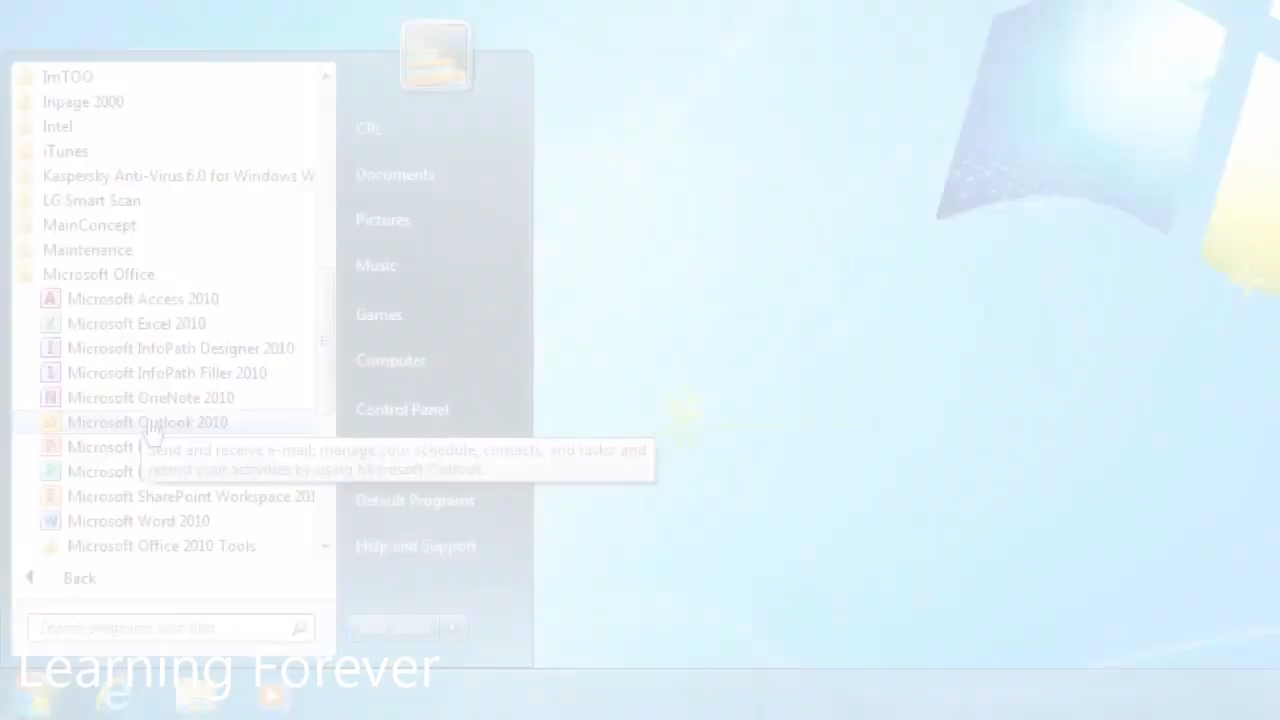 ImTOO
Inpage 2000
Intel
iTunes
Kaspersky Anti-Virus 6.0 for Windows W
LG Smart Scan
MainConcept
Maintenance
Microsoft Office
Microsoft Access 2010
Microsoft Excel 2010
Microsoft InfoPath Designer 2010
Microsoft InfoPath Filler 2010
Microsoft OneNote 2010
Microsoft Outlook 2010
Microsoft
Microsoft
Microsoft SharePoint Workspace 201
Microsoft Word 2010
Microsoft Office 2010 Tools
Back
Search programs and files
CPL
Documents
Pictures
Music
Games
Computer
Control Panel
Default Programs
Help and Support
Send and receive e-mail; manage your schedule, contacts, and tasks; and
record your activities by using Microsoft Outlook.
Learning Forever